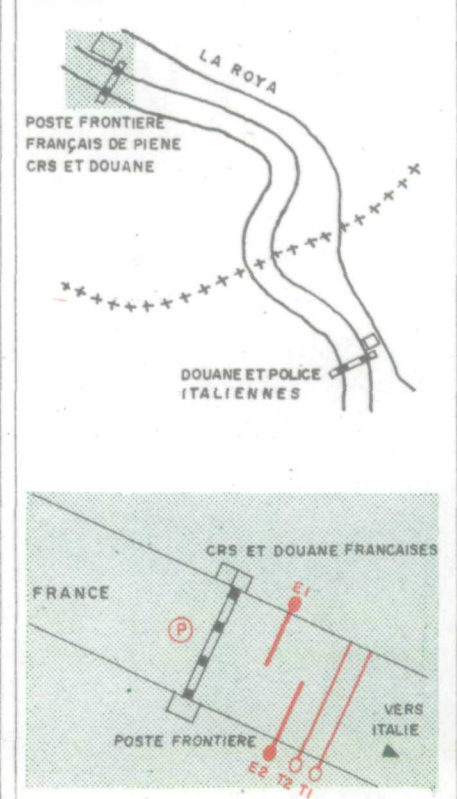 LA ROYA
POSTE FRONTIÈRE
FRANÇAIS DE PIENE
CRS ET DOUANE
DOUANE ET POLICE
ITALIENNES
CRS ET DOUANE FRANCAISES
FRANCE
E1
P
VERS
ITALIE
POSTE FRONTIERE
E2
T2
T1